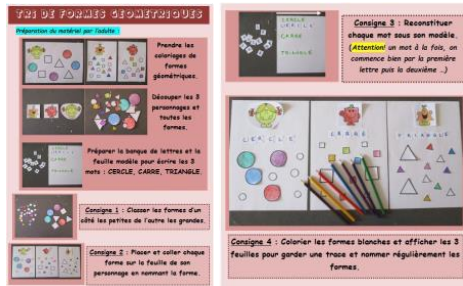 TRI DE FORMES GEOMETRIQUES
Préparation du matériel par l'adulte :
Prendre les
coloriages de
formes
géométriques.
Découper les 3
personnages et
toutes les
formes.
Préparer la banque de lettres et la
feuille modèle pour écrire les 3
mots : CERCLE, CARRE, TRIANGLE.
Consigne 1 : Classer les formes d'un
côté les petites de l'autre les grandes.
Consigne 2 : Placer et coller chaque
forme sur la feuille de son
personnage en nommant la forme.
CERCLE
CARRE
TRIANGLE
Consigne 3 : Reconstituer
chaque mot sous son modèle.
(Attention! un mot à la fois, on
commence bien par la première
lettre puis la deuxième ...)
CERCLE
CARRE
TRIANGLE
Consigne 4 : Colorier les formes blanches et afficher les 3
feuilles pour garder une trace et nommer régulièrement les
formes.